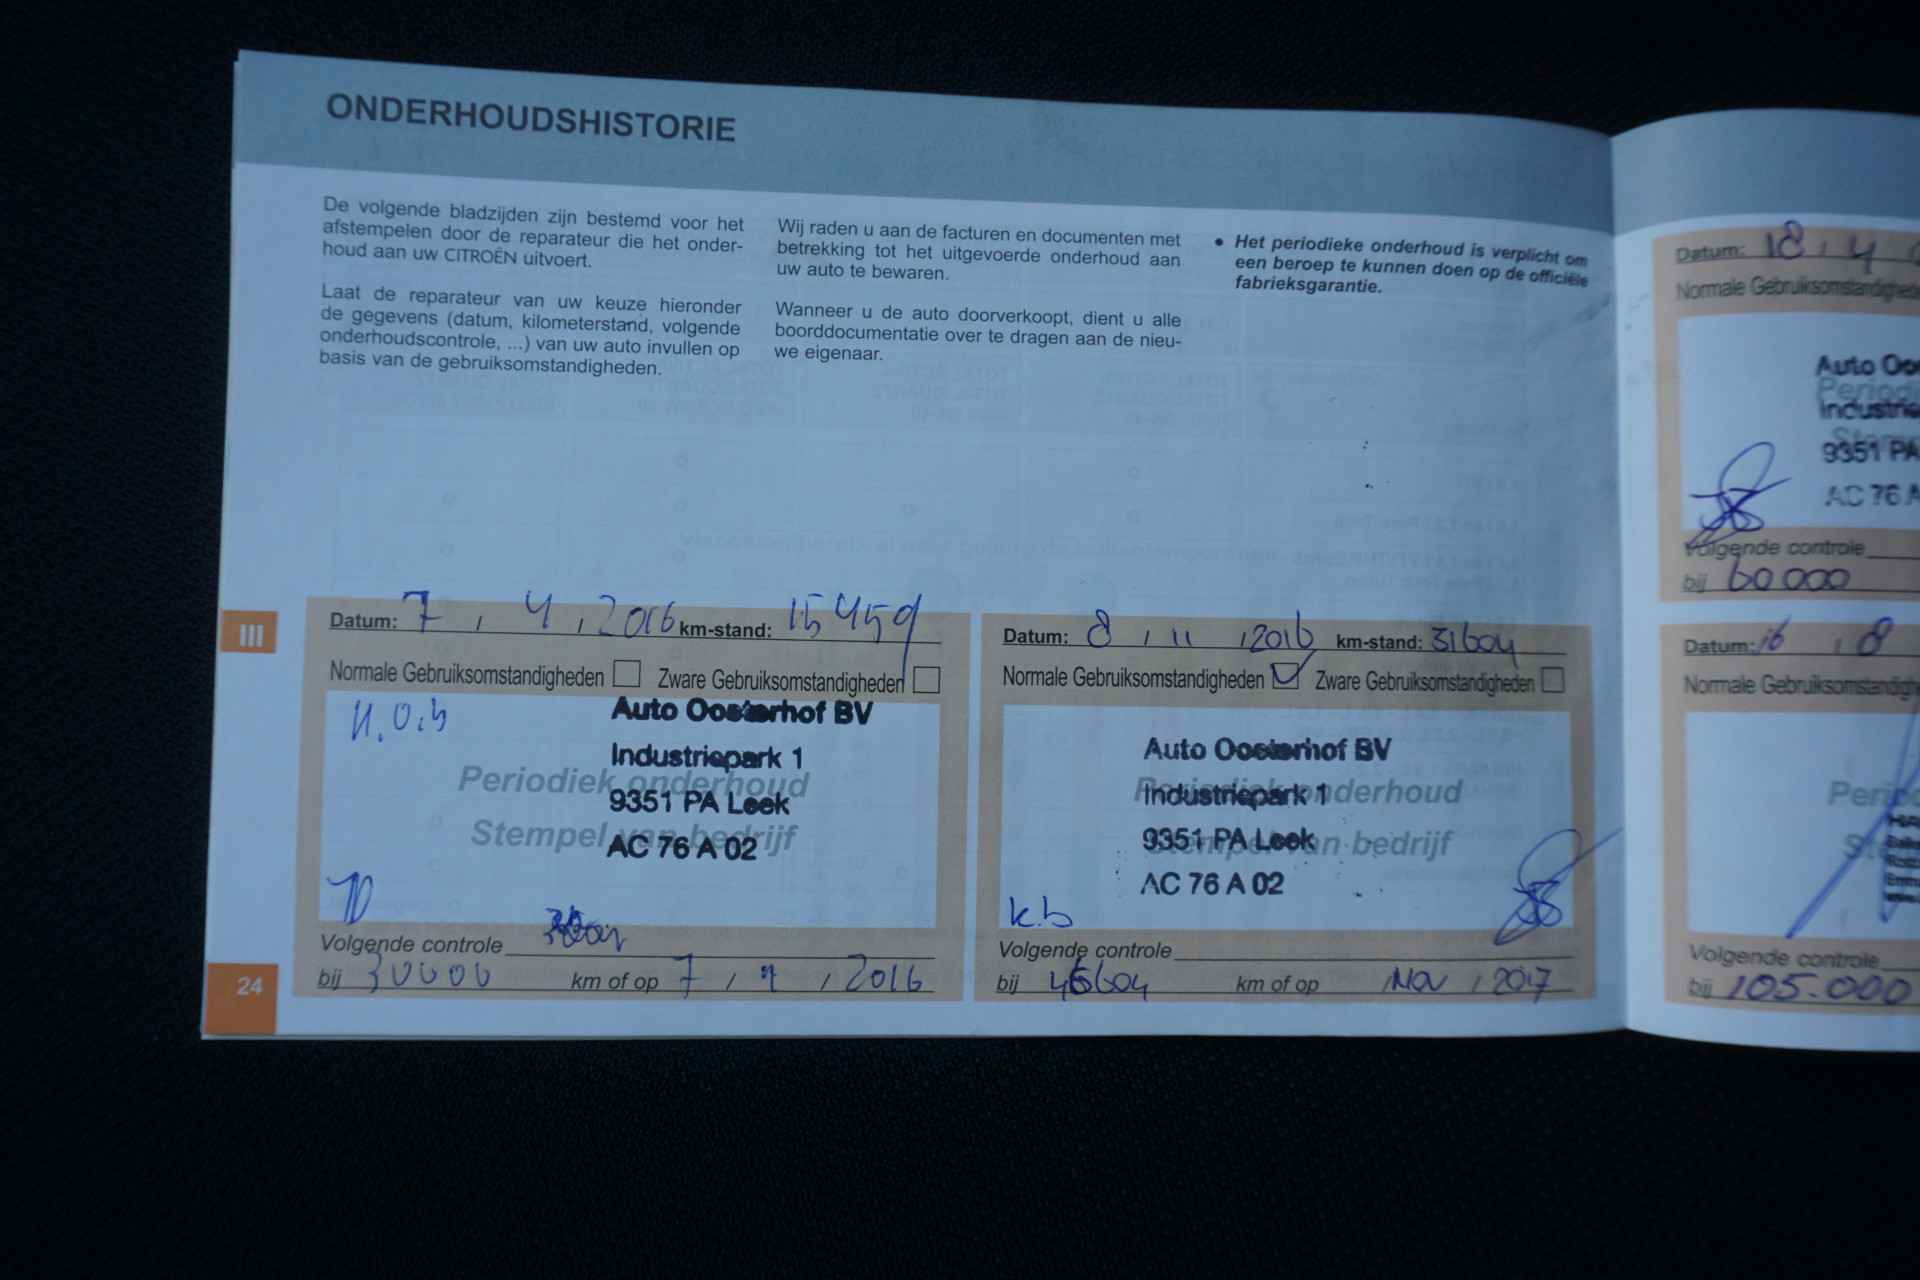 ONDERHOUDSHISTORIE
De volgende bladzijden zijn bestemd voor het
afstempelen door de reparateur die het onder-
houd aan uw CITROËN uitvoert.
Laat de reparateur van uw keuze hieronder
de gegevens (datum, kilometerstand, volgende
onderhoudscontrole, ...) van uw auto invullen op
basis van de gebruiksomstandigheden.
Wij raden u aan de facturen en documenten met
betrekking tot het uitgevoerde onderhoud aan
uw auto te bewaren.
Wanneer u de auto doorverkoopt, dient u alle
boorddocumentatie over te dragen aan de nieu-
we eigenaar.
• Het periodieke onderhoud is verplicht om
een beroep te kunnen doen op de officiële
fabrieksgarantie.
III
Datum: 7 / 4 / 2016 km-stand: 15459
Normale Gebruiksomstandigheden Zware Gebruiksomstandigheden
Auto Oosterhof BV
Industriepark 1
Periodiek onderhoud
9351 PA Leek
Stempel van bedrijf
AC 76 A 02
Volgende controle
bij 30000 km of op 7 / 4 / 2016
24
Datum: 8 / 11 / 2016 km-stand: 31604
Normale Gebruiksomstandigheden Zware Gebruiksomstandigheden
Auto Oosterhof BV
Periodiek onderhoud
Industriepark 1
9351 PA Leek
Stempel van bedrijf
AC 76 A 02
k.b
Volgende controle
bij 46604 km of op / Nov / 2017
Datum: 18 / 4
Normale Gebruiksomstandighede
Auto Oos
Period
Industrie
9351 PA
AC 76 A
Volgende controle
bij 60000
Datum: 16 / 8
Normale Gebruiksomstandigh
Perio
Volgende controle
bij 105.000